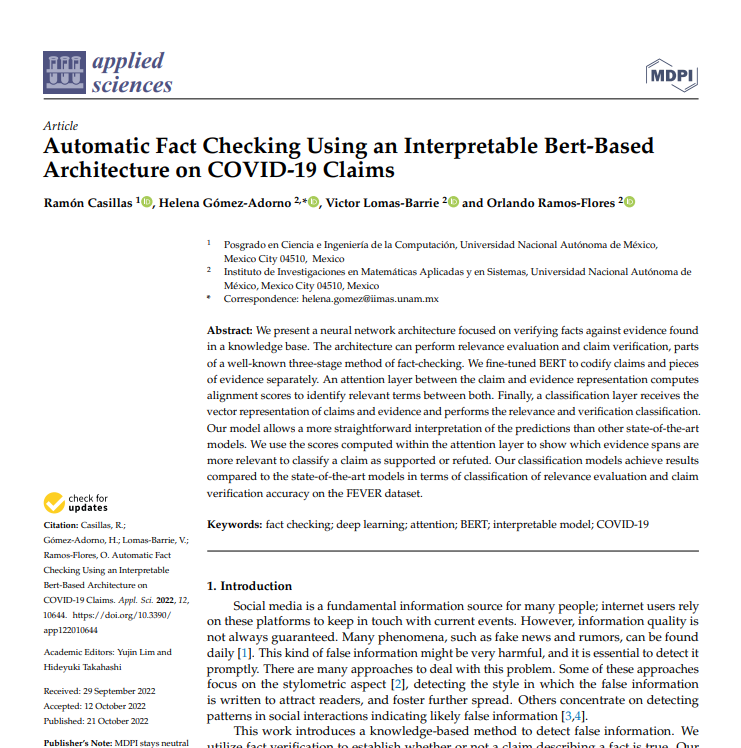 applied
sciences
MDPI
Article
Automatic Fact Checking Using an Interpretable Bert-Based
Architecture on COVID-19 Claims
Ramón Casillas 1, Helena Gómez-Adorno 2,*, Victor Lomas-Barrie 2 and Orlando Ramos-Flores 2
1 Posgrado en Ciencia e Ingeniería de la Computación, Universidad Nacional Autónoma de México,
Mexico City 04510, Mexico
2 Instituto de Investigaciones en Matemáticas Aplicadas y en Sistemas, Universidad Nacional Autónoma de
México, Mexico City 04510, Mexico
* Correspondence: helena.gomez@iimas.unam.mx
Abstract: We present a neural network architecture focused on verifying facts against evidence found
in a knowledge base. The architecture can perform relevance evaluation and claim verification, parts
of a well-known three-stage method of fact-checking. We fine-tuned BERT to codify claims and pieces
of evidence separately. An attention layer between the claim and evidence representation computes
alignment scores to identify relevant terms between both. Finally, a classification layer receives the
vector representation of claims and evidence and performs the relevance and verification classification.
Our model allows a more straightforward interpretation of the predictions than other state-of-the-art
models. We use the scores computed within the attention layer to show which evidence spans are
more relevant to classify a claim as supported or refuted. Our classification models achieve results
compared to the state-of-the-art models in terms of classification of relevance evaluation and claim
verification accuracy on the FEVER dataset.
Keywords: fact checking; deep learning; attention; BERT; interpretable model; COVID-19
check for
updates
Citation: Casillas, R.;
Gómez-Adorno, H.; Lomas-Barrie, V.;
Ramos-Flores, O. Automatic Fact
Checking Using an Interpretable
Bert-Based Architecture on
COVID-19 Claims. Appl. Sci. 2022, 12,
10644. https://doi.org/10.3390/
app122010644
Academic Editors: Yujin Lim and
Hideyuki Takahashi
Received: 29 September 2022
Accepted: 12 October 2022
Published: 21 October 2022
Publisher's Note: MDPI stays neutral
1. Introduction
Social media is a fundamental information source for many people; internet users rely
on these platforms to keep in touch with current events. However, information quality is
not always guaranteed. Many phenomena, such as fake news and rumors, can be found
daily [1]. This kind of false information might be very harmful, and it is essential to detect it
promptly. There are many approaches to deal with this problem. Some of these approaches
focus on the stylometric aspect [2], detecting the style in which the false information
is written to attract readers, and foster further spread. Others concentrate on detecting
patterns in social interactions indicating likely false information [3,4].
This work introduces a knowledge-based method to detect false information. We
utilize fact verification to establish whether or not a claim describing a fact is true. Our